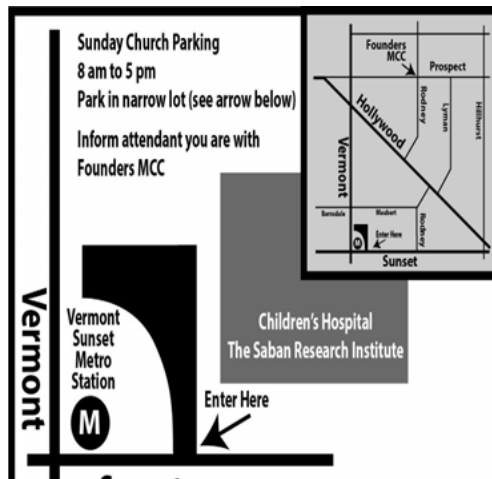 Sunday Church Parking
8 am to 5 pm
Park in narrow lot (see arrow below)
Inform attendant you are with
Founders MCC
Founders
MCC
Prospect
Rodney
Lyman
Hillhurst
Hollywood
Vermont
Barnsdale
Maubert
Rodney
M
Enter Here
Sunset
Vermont
Vermont
Sunset
Metro
Station
M
Children's Hospital
The Saban Research Institute
Enter Here